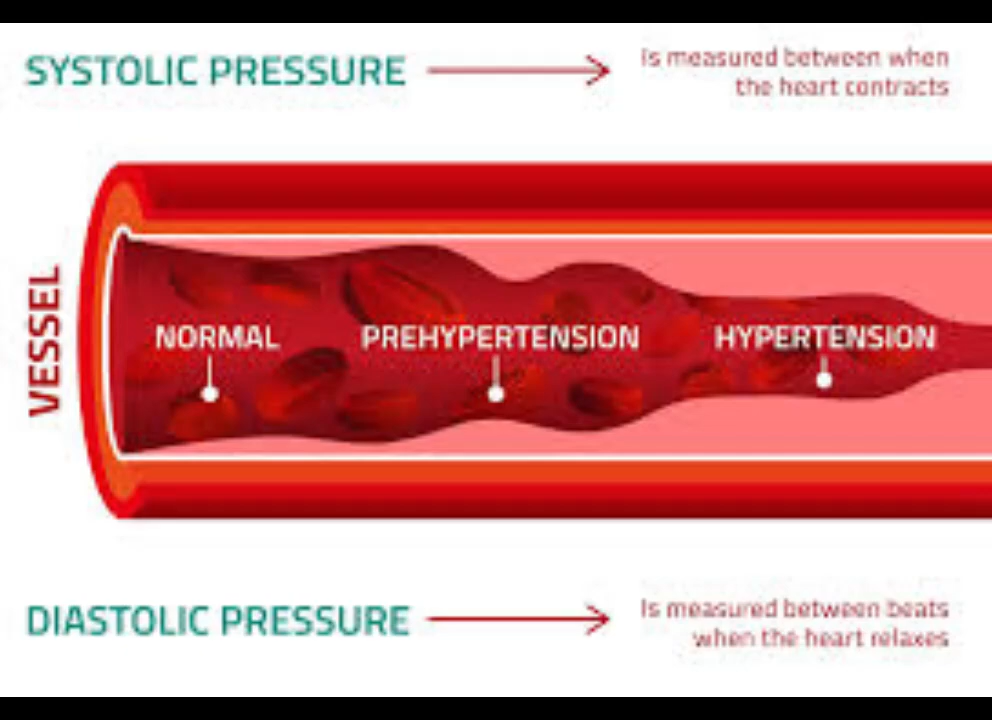 SYSTOLIC PRESSURE
Is measured between when
the heart contracts
VESSEL
NORMAL
PREHYPERTENSION
HYPERTENSION
DIASTOLIC PRESSURE
Is measured between beats
when the heart relaxes